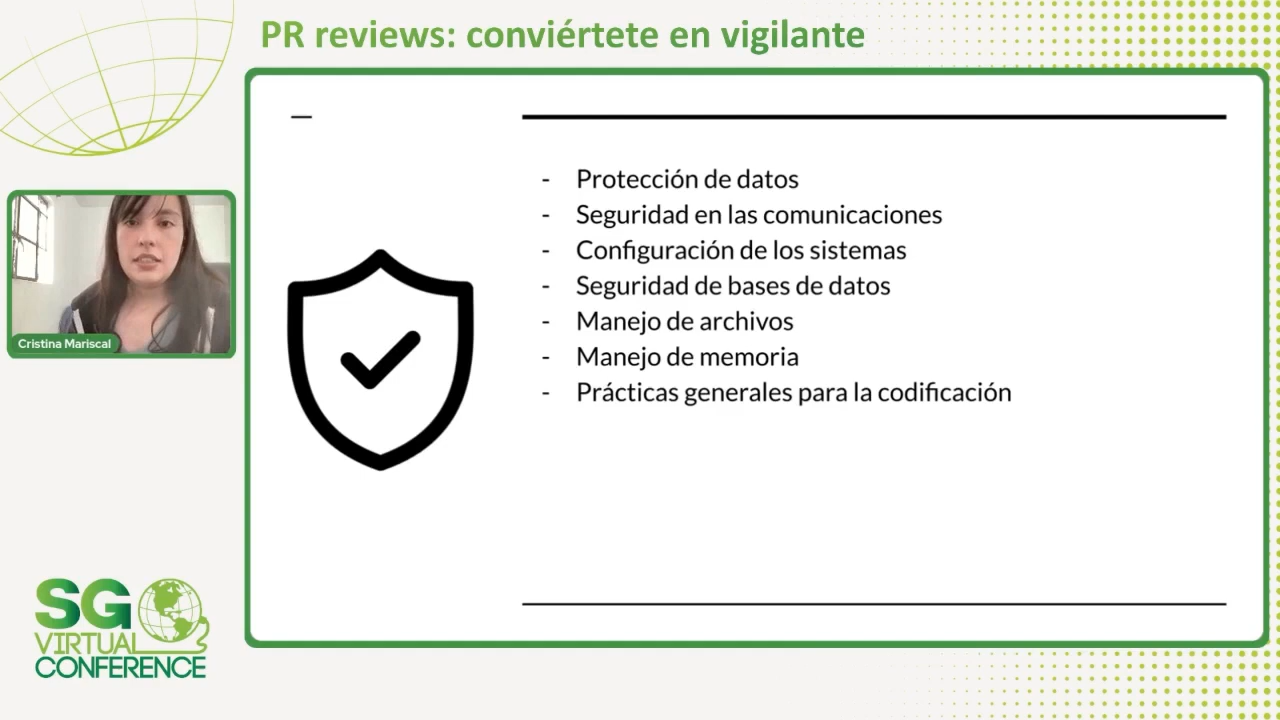 PR reviews: conviértete en vigilante
- Protección de datos
- Seguridad en las comunicaciones
- Configuración de los sistemas
- Seguridad de bases de datos
- Manejo de archivos
- Manejo de memoria
- Prácticas generales para la codificación
Cristina Mariscal
SG
VIRTUAL
CONFERENCE